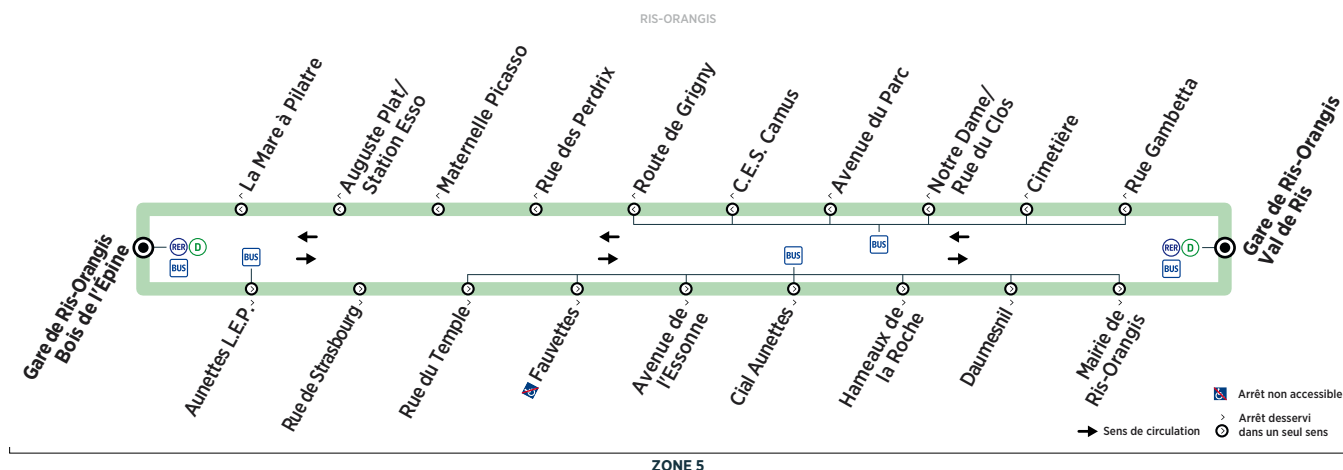 RIS-ORANGIS
La Mare à Pilatre
Auguste Plat/
Station Esso
Maternelle Picasso
Rue des Perdrix
Route de Grigny
C.E.S. Camus
Avenue du Parc
Notre Dame/
Rue du Clos
Cimetière
Rue Gambetta
Gare de Ris-Orangis
Bois de l'Épine
RER D
BUS
BUS
BUS
BUS
RER D
BUS
Gare de Ris-Orangis
Val de Ris
Aunettes L.E.P.
Rue de Strasbourg
Rue du Temple
Fauvettes
Avenue de
l'Essonne
Cial Aunettes
Hameaux de
la Roche
Daumesnil
Mairie de
Ris-Orangis
Arrêt non accessible
Sens de circulation
Arrêt desservi
dans un seul sens
ZONE 5